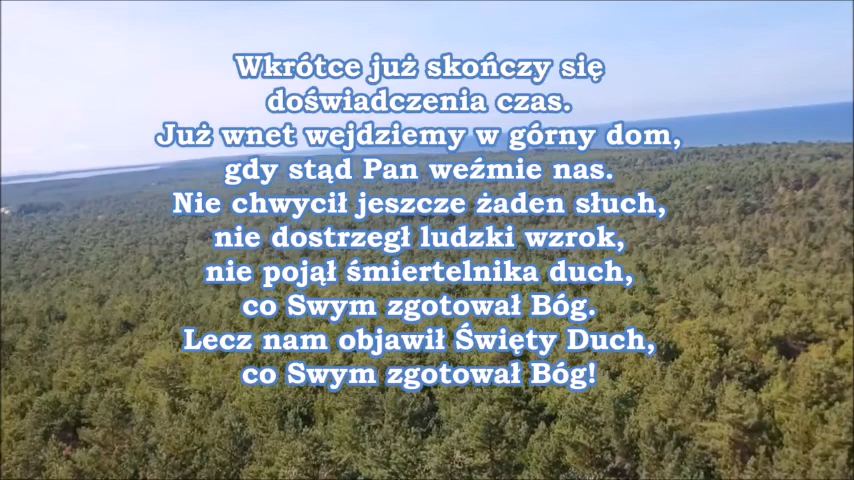 Wkrótce już skończy się
doświadczenia czas.
Już wnet wejdziemy w górny dom,
gdy stąd Pan weźmie nas.
Nie chwycił jeszcze żaden słuch,
nie dostrzegł ludzki wzrok,
nie pojął śmiertelnika duch,
co Swym zgotował Bóg.
Lecz nam objawił Święty Duch,
co Swym zgotował Bóg!